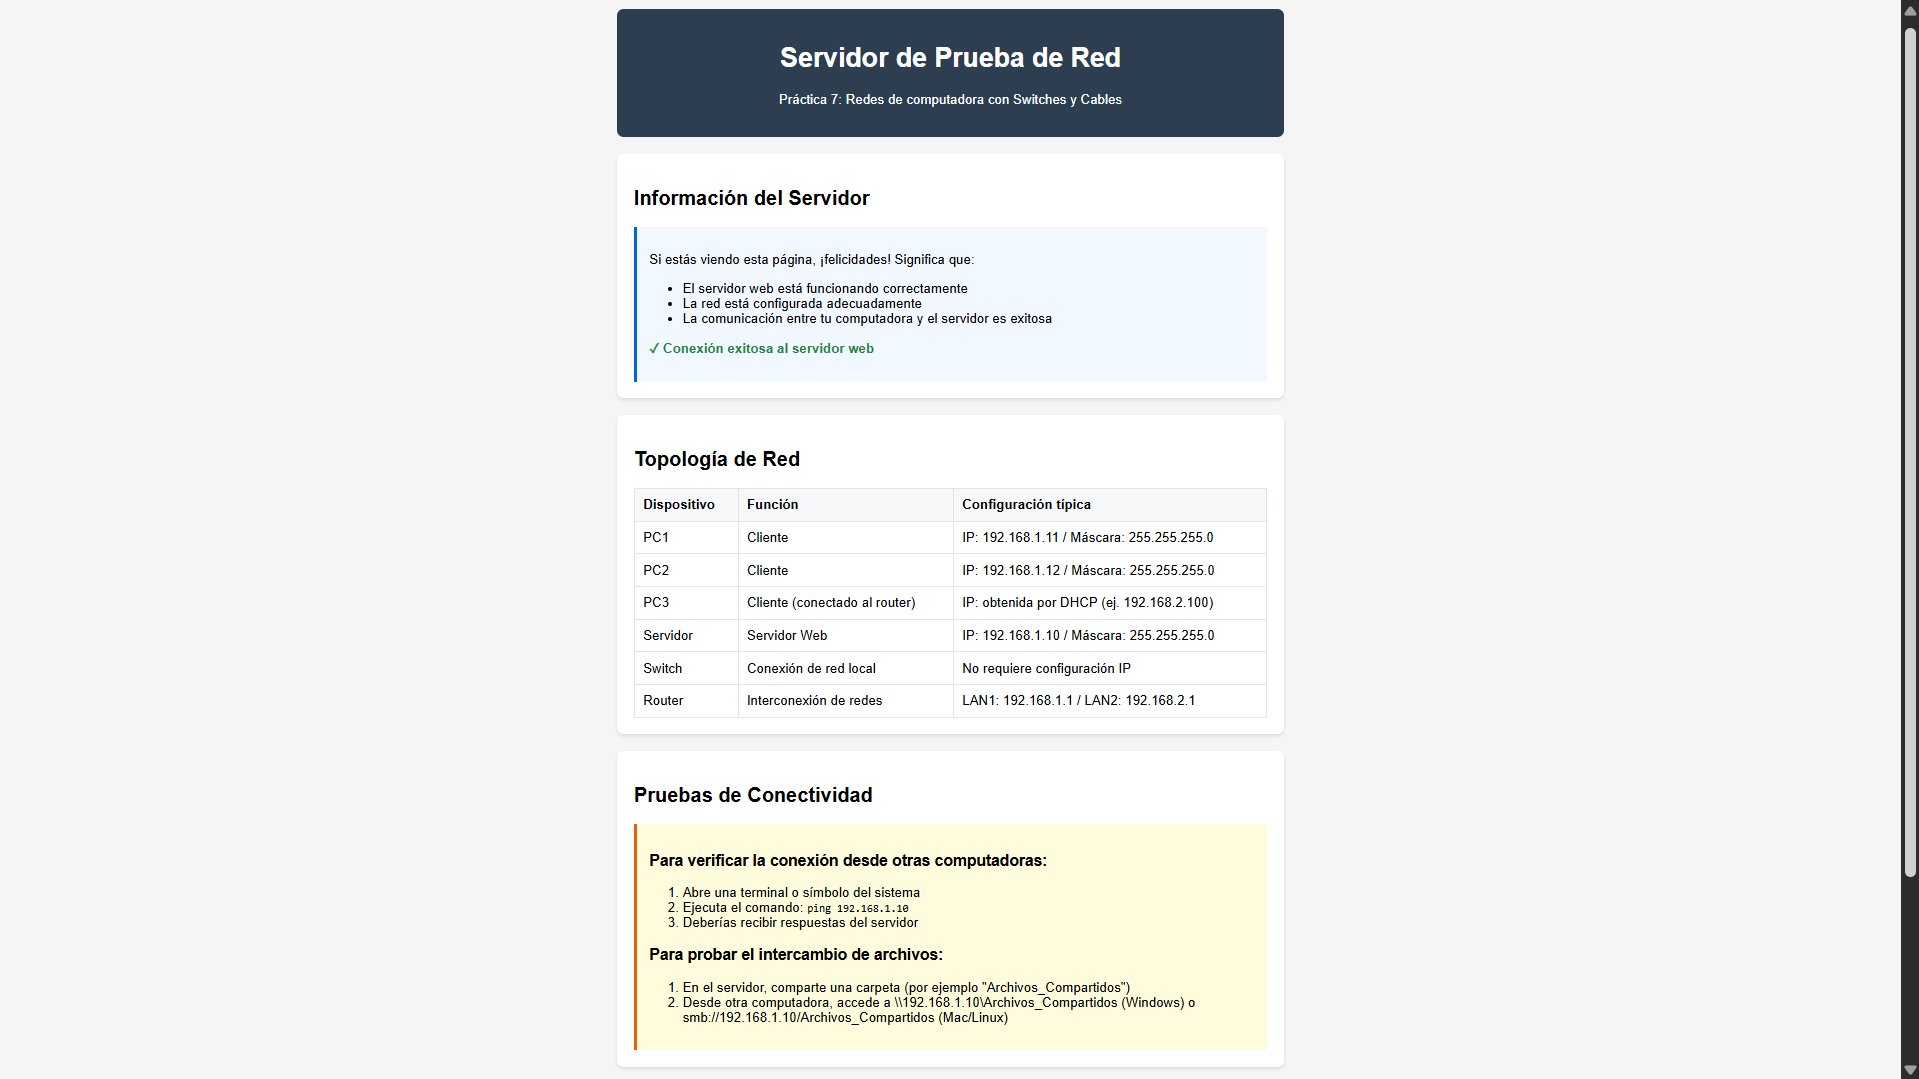 Servidor de Prueba de Red
Práctica 7: Redes de computadora con Switches y Cables
Información del Servidor
Si estás viendo esta página, ¡felicidades! Significa que:
• El servidor web está funcionando correctamente
• La red está configurada adecuadamente
• La comunicación entre tu computadora y el servidor es exitosa
✓ Conexión exitosa al servidor web
Topología de Red
Dispositivo Función Configuración típica
PC1 Cliente IP: 192.168.1.11 / Máscara: 255.255.255.0
PC2 Cliente IP: 192.168.1.12 / Máscara: 255.255.255.0
PC3 Cliente (conectado al router) IP: obtenida por DHCP (ej. 192.168.2.100)
Servidor Servidor Web IP: 192.168.1.10 / Máscara: 255.255.255.0
Switch Conexión de red local No requiere configuración IP
Router Interconexión de redes LAN1: 192.168.1.1 / LAN2: 192.168.2.1
Pruebas de Conectividad
Para verificar la conexión desde otras computadoras:
1. Abre una terminal o símbolo del sistema
2. Ejecuta el comando: ping 192.168.1.10
3. Deberías recibir respuestas del servidor
Para probar el intercambio de archivos:
1. En el servidor, comparte una carpeta (por ejemplo "Archivos_Compartidos")
2. Desde otra computadora, accede a \\192.168.1.10\Archivos_Compartidos (Windows) o
smb://192.168.1.10/Archivos_Compartidos (Mac/Linux)